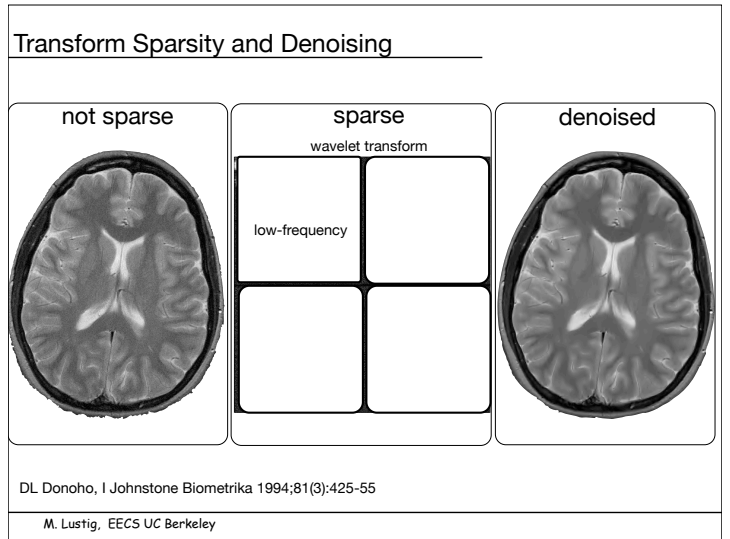 Transform Sparsity and Denoising
not sparse
sparse
denoised
wavelet transform
low-frequency
DL Donoho, I Johnstone Biometrika 1994;81(3):425-55
M. Lustig, EECS UC Berkeley